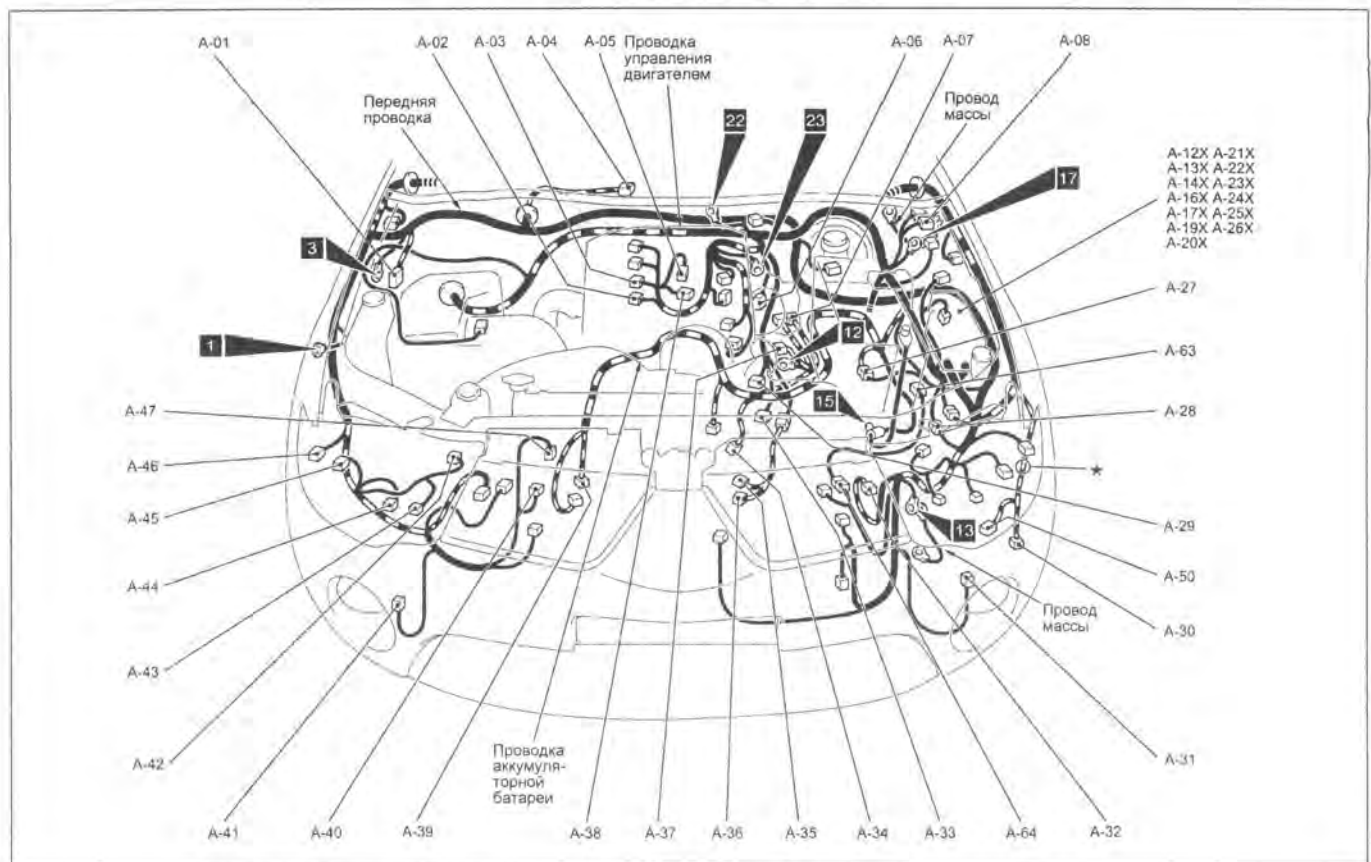 A-01
A-02
A-03
A-04
A-05
Проводка
управления
двигателем
A-06
A-07
A-08
Передняя
проводка
Провод
массы
22
23
17
A-12X A-21X
A-13X A-22X
A-14X A-23X
A-16X A-24X
A-17X A-25X
A-19X A-26X
A-20X
3
1
12
15
13
A-27
A-63
A-28
★
A-29
A-50
A-30
A-31
Провод
массы
A-47
A-46
A-45
A-44
A-43
A-42
Проводка
аккумуля-
торной
батареи
A-41
A-40
A-39
A-38
A-37
A-36
A-35
A-34
A-33
A-64
A-32